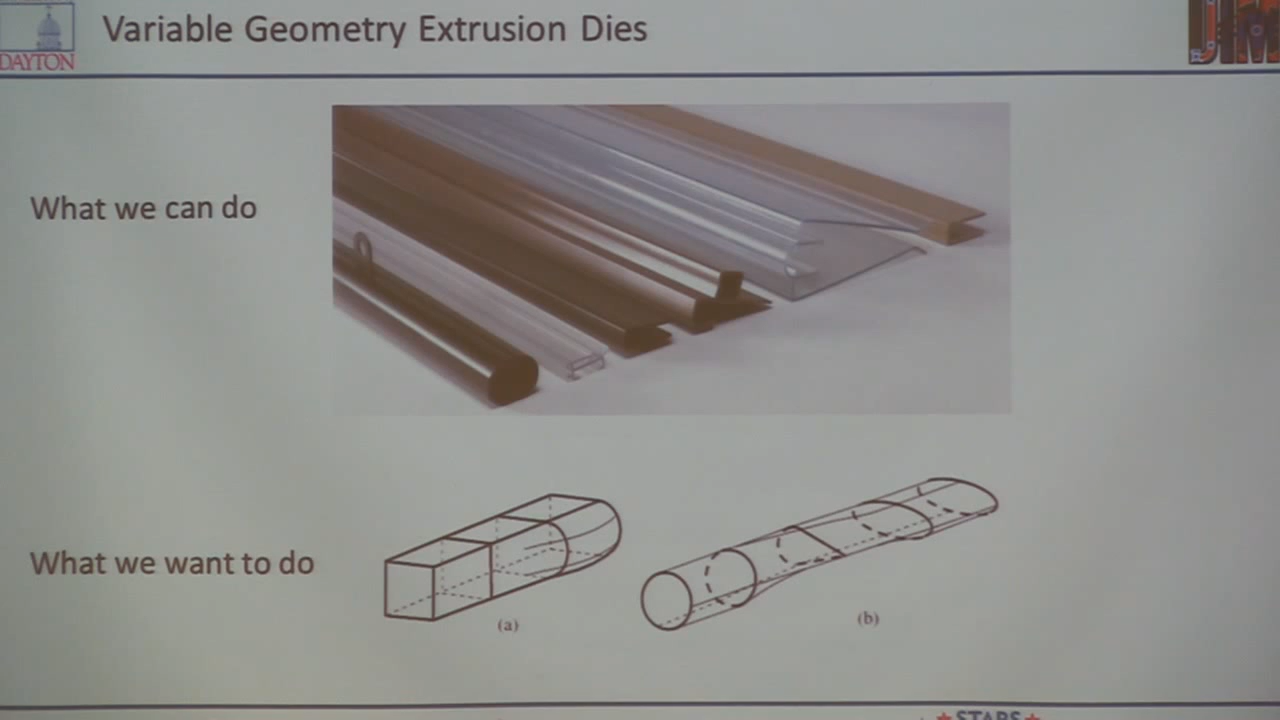 Variable Geometry Extrusion Dies
DAYTON
What we can do
What we want to do
(a)
(b)
★STARS★